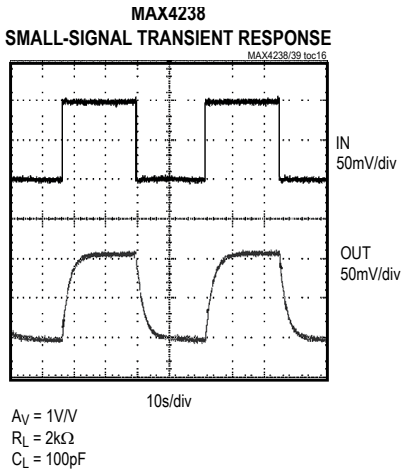 MAX4238
SMALL-SIGNAL TRANSIENT RESPONSE
MAX4238/39 toc16
IN
50mV/div
OUT
50mV/div
10s/div
AV = 1V/V
RL = 2kΩ
CL = 100pF